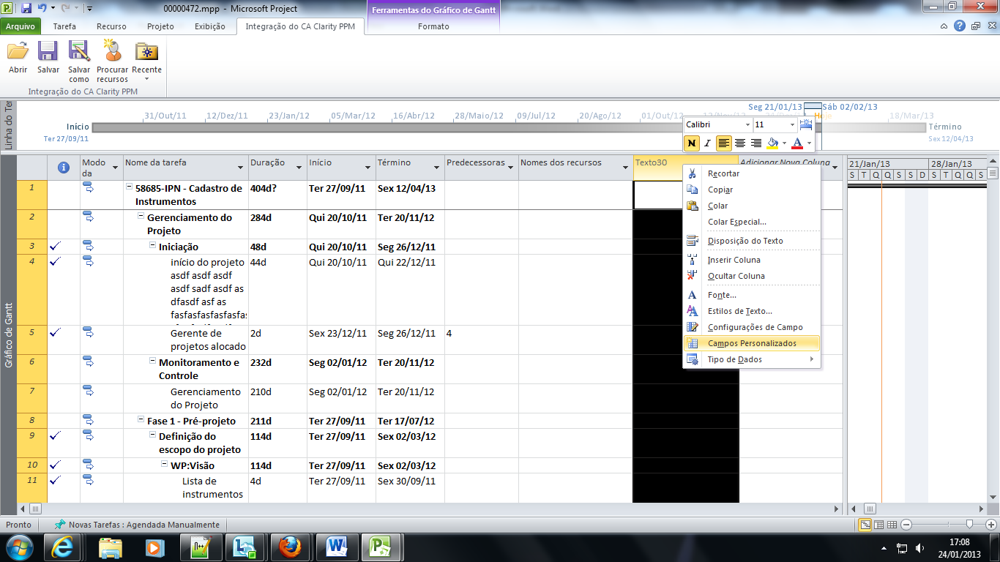 00000472.mpp - Microsoft Project
Ferramentas do Gráfico de Gantt
Arquivo Tarefa Recurso Projeto Exibição Integração do CA Clarity PPM Formato
Abrir Salvar Salvar como Procurar recursos Recente
Integração do CA Clarity PPM
Linha do Ter
Seg 21/01/13 Sáb 02/02/13
31/Out/11 12/Dez/11 23/Jan/12 05/Mar/12 16/Abr/12 28/Maio/12 09/Jul/12 20/Ago/12 01/Out/12 Hoje 18/Mar/13
Início
Ter 27/09/11
Término
Sex 12/04/13
Calibri 11
N I A
Modo da Nome da tarefa Duração Início Término Predecessoras Nomes dos recursos Texto30 Adicionar Nova Coluna
21/Jan/13 28/Jan/13
S T Q Q S S D S T Q Q S
1 58685-IPN - Cadastro de Instrumentos 404d? Ter 27/09/11 Sex 12/04/13
2 Gerenciamento do Projeto 284d Qui 20/10/11 Ter 20/11/12
3 Iniciação 48d Qui 20/10/11 Seg 26/12/11
4 início do projeto 44d Qui 20/10/11 Qui 22/12/11
asdf asdf asdf
asdf sadf asdf as
dfasdf asf as
fasfasfasfasfasfas
5 Gerente de projetos alocado 2d Sex 23/12/11 Seg 26/12/11 4
6 Monitoramento e Controle 232d Seg 02/01/12 Ter 20/11/12
7 Gerenciamento do Projeto 210d Seg 02/01/12 Ter 20/11/12
8 Fase 1 - Pré-projeto 211d Ter 27/09/11 Ter 17/07/12
9 Definição do escopo do projeto 114d Ter 27/09/11 Sex 02/03/12
10 WP:Visão 114d Ter 27/09/11 Sex 02/03/12
11 Lista de instrumentos 4d Ter 27/09/11 Sex 30/09/11
Recortar
Copiar
Colar
Colar Especial...
Disposição do Texto
Inserir Coluna
Ocultar Coluna
Fonte...
Estilos de Texto...
Configurações de Campo
Campos Personalizados
Tipo de Dados
Gráfico de Gantt
Pronto Novas Tarefas : Agendada Manualmente
17:08
24/01/2013